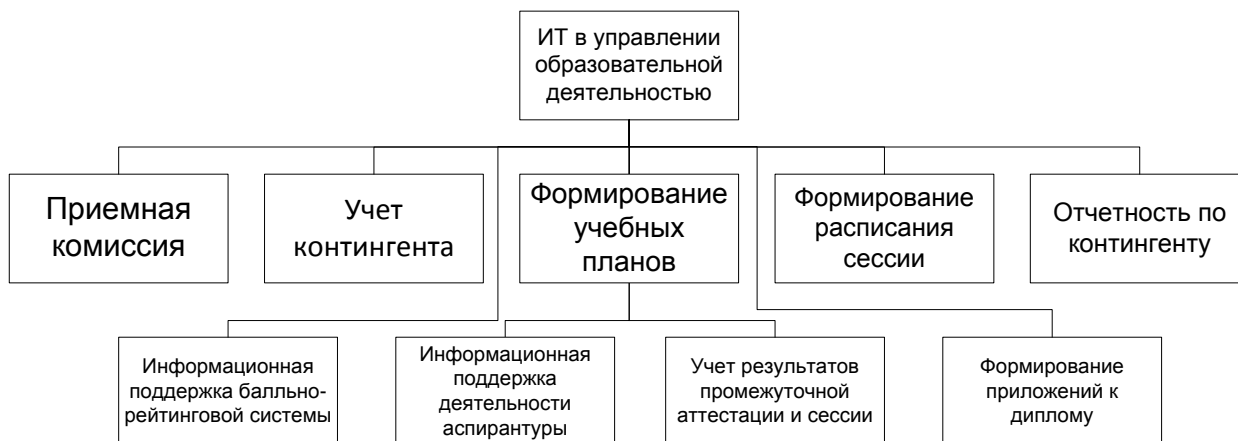 ИТ в управлении
образовательной
деятельностью
Приемная
комиссия
Учет
контингента
Формирование
учебных
планов
Формирование
расписания
сессии
Отчетность по
контингенту
Информационная
поддержка балльно-
рейтинговой системы
Информационная
поддержка
деятельности
аспирантуры
Учет результатов
промежуточной
аттестации и сессии
Формирование
приложений к
диплому